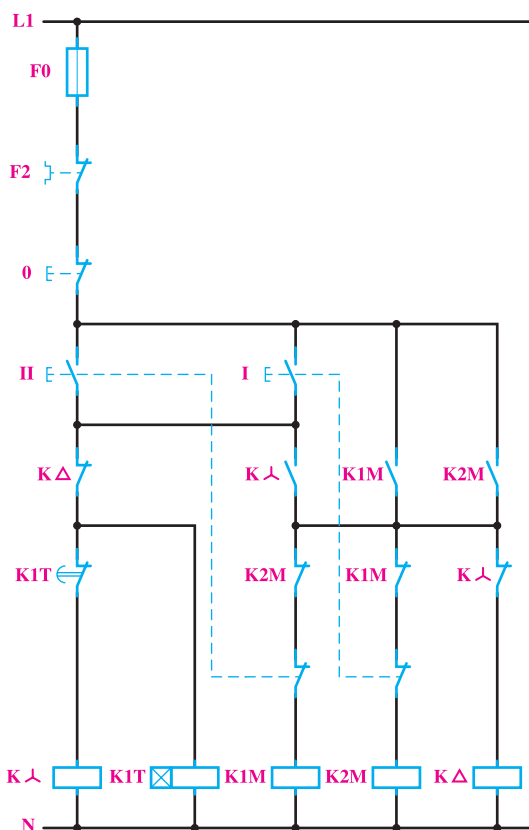 L1
F0
F2
0
II I
K △ K K1M K2M
K1T K2M K1M K
K K1T K1M K2M K △
N